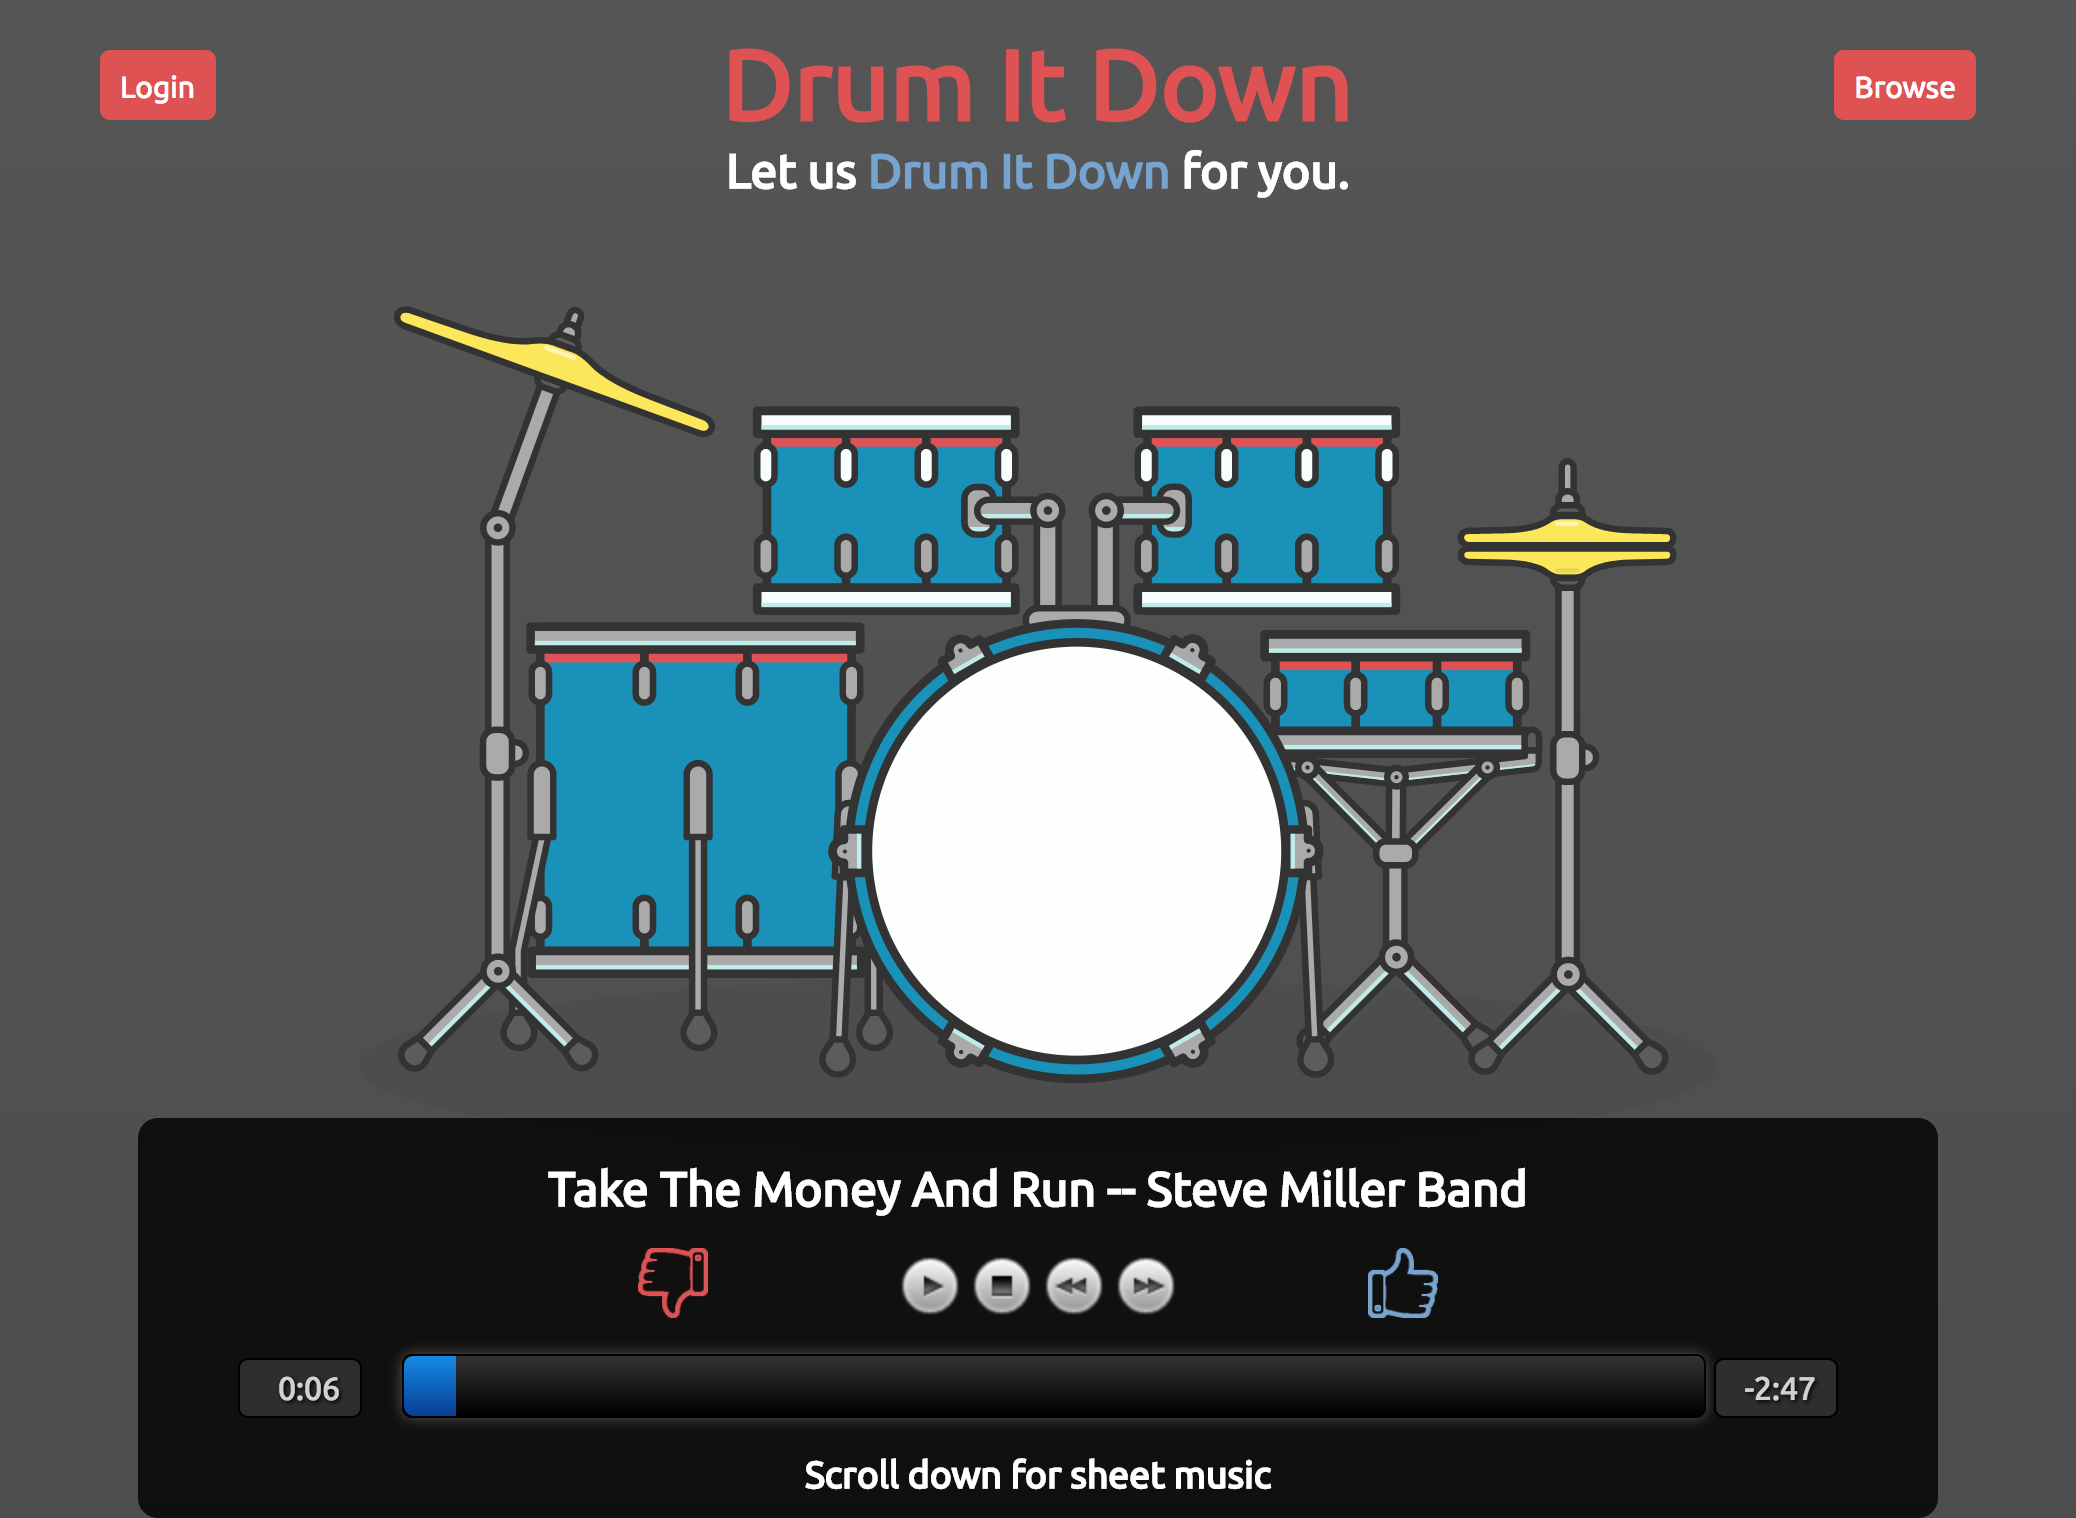 Login
Drum It Down
Browse
Let us Drum It Down for you.
Take The Money And Run -- Steve Miller Band
0:06
-2:47
Scroll down for sheet music